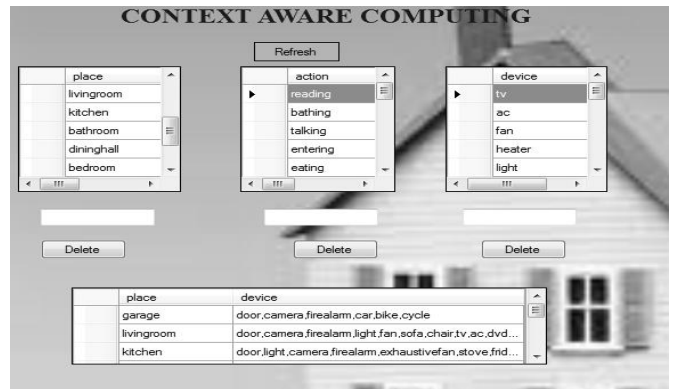 CONTEXT AWARE COMPUTING
Refresh
place
livingroom
kitchen
bathroom
dininghall
bedroom
action
reading
bathing
talking
entering
eating
device
tv
ac
fan
heater
light
Delete
Delete
Delete
place device
garage door,camera,firealarm,car,bike,cycle
livingroom door,camera,firealarm,light,fan,sofa,chair,tv,ac,dvd...
kitchen door,light,camera,firealarm,exhaustivefan,stove,frid...